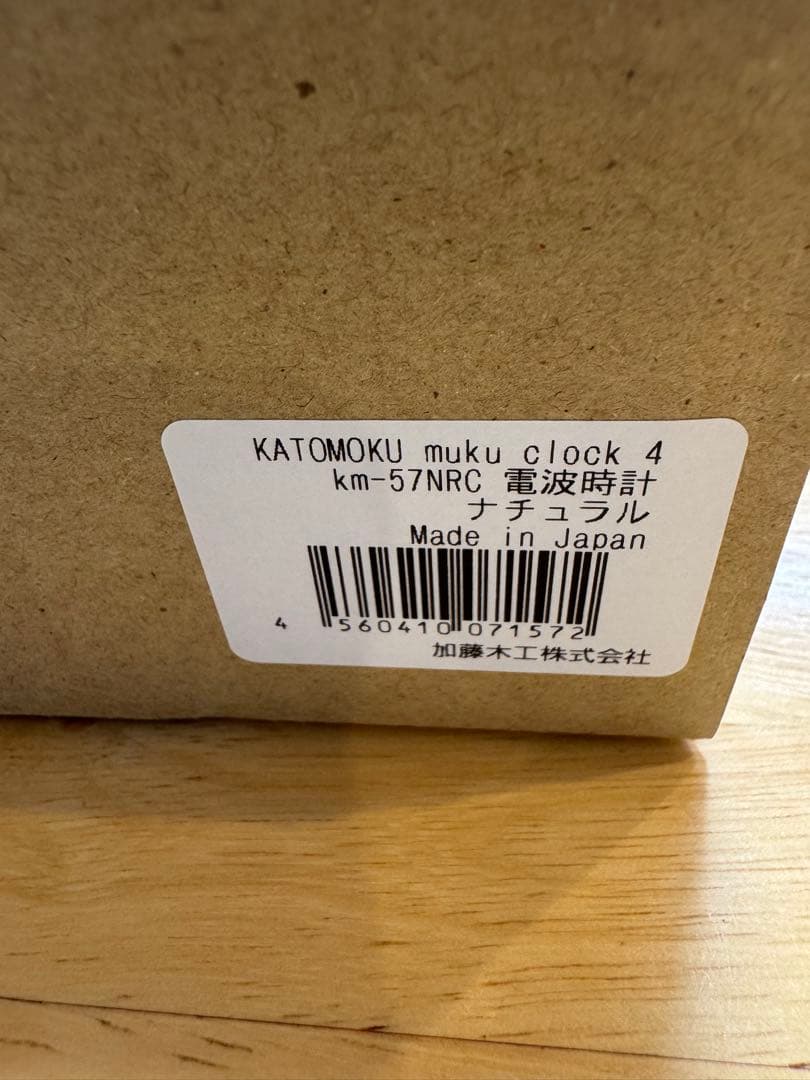 KATOMOKU muku clock 4
km-57NRC 電波時計
ナチュラル
Made in Japan
4 560410 071572
加藤木工株式会社